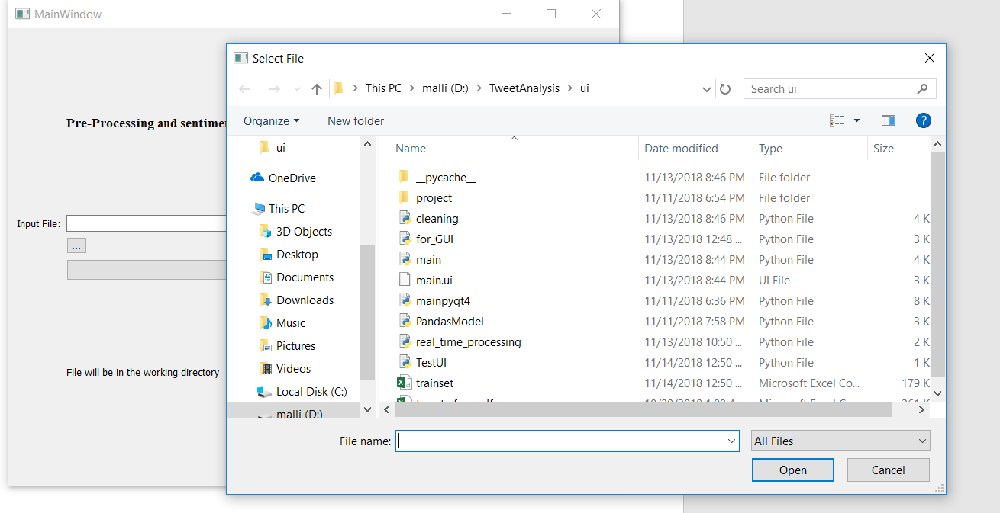 MainWindow
Select File
This PC > malli (D:) > TweetAnalysis > ui
Search ui
Organize
New folder
?
Pre-Processing and sentimen
Input File:
...
File will be in the working directory
ui
OneDrive
This PC
3D Objects
Desktop
Documents
Downloads
Music
Pictures
Videos
Local Disk (C:)
malli (D:)
Name Date modified Type Size
__pycache__ 11/13/2018 8:46 PM File folder
project 11/11/2018 6:54 PM File folder
cleaning 11/13/2018 8:46 PM Python File 4 K
for_GUI 11/13/2018 12:48 ... Python File 3 K
main 11/13/2018 8:44 PM Python File 4 K
main.ui 11/13/2018 8:44 PM UI File 3 K
mainpyqt4 11/11/2018 6:36 PM Python File 8 K
PandasModel 11/11/2018 7:58 PM Python File 3 K
real_time_processing 11/13/2018 10:50 ... Python File 2 K
TestUI 11/14/2018 12:50 ... Python File 1 K
trainset 11/14/2018 12:50 ... Microsoft Excel Co... 179 K
File name:
All Files
Open
Cancel